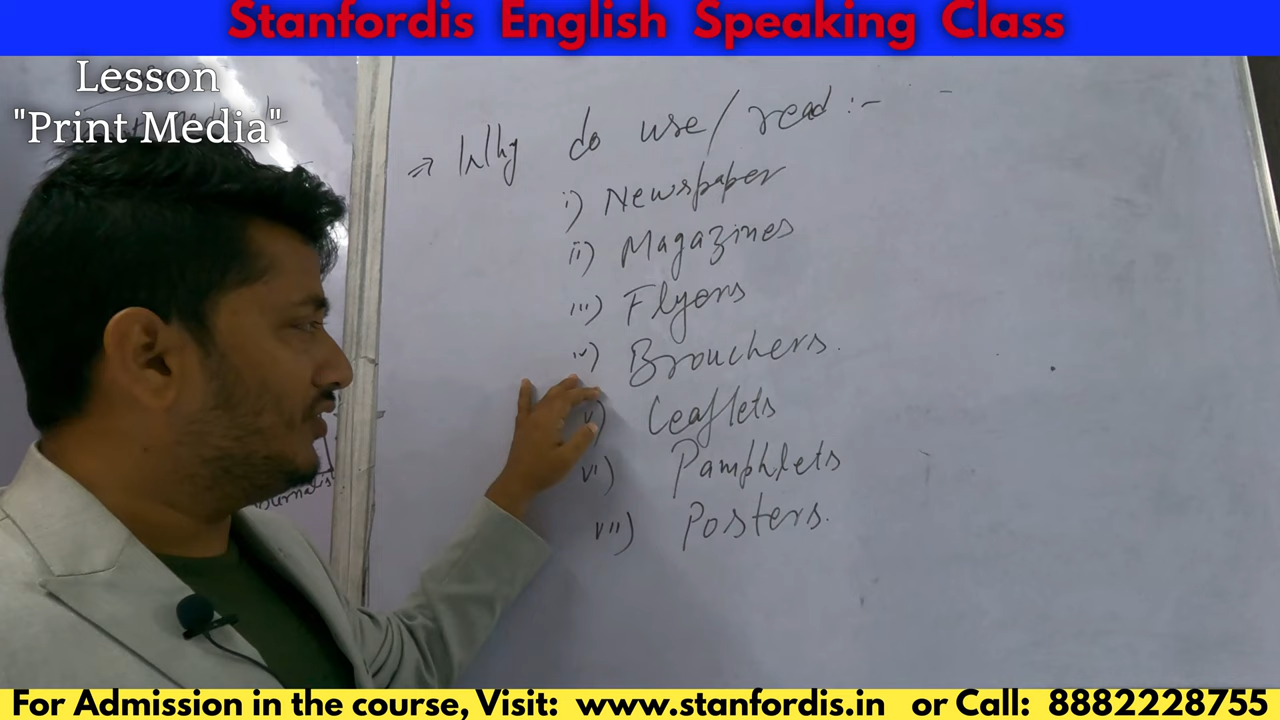 Stanfordis English Speaking Class
Lesson
"Print Media"
⇒ Why do use/read :-
i) Newspaper
ii) Magazines
iii) Flyers
iv) Brouchers.
v) Leaflets
vi) Pamphlets
vii) Posters.
For Admission in the course, Visit: www.stanfordis.in or Call: 8882228755